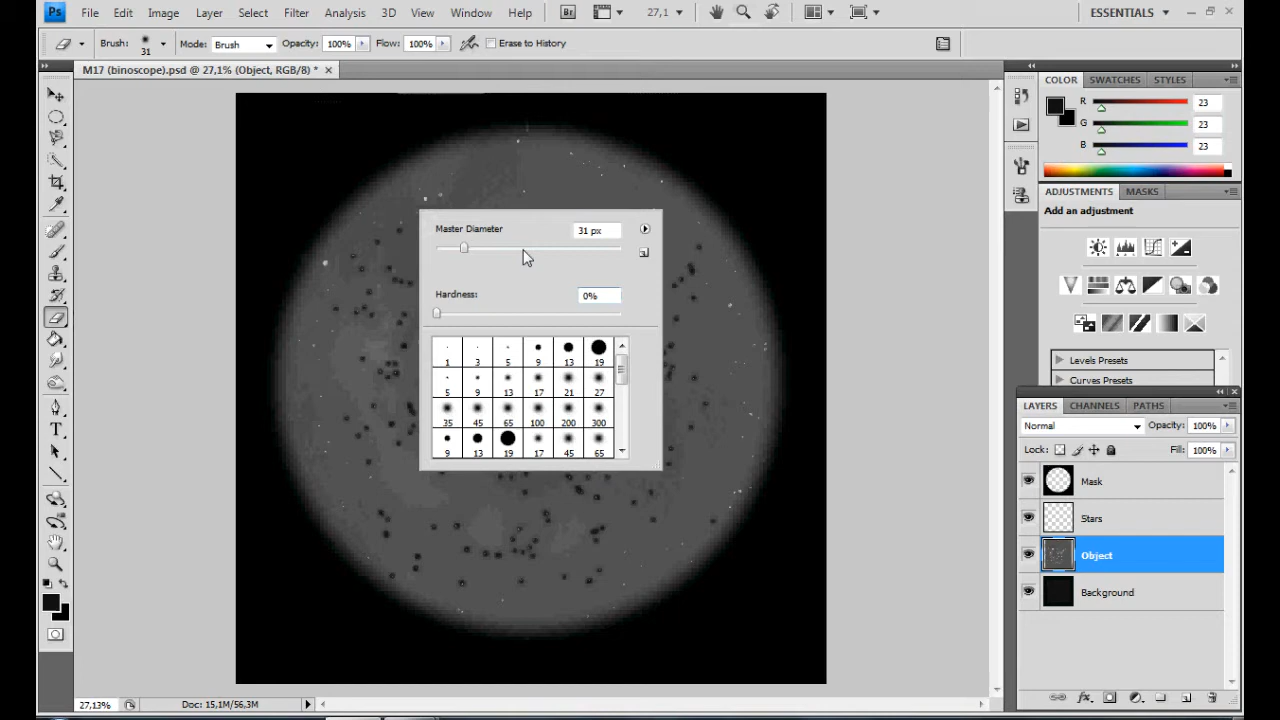 Ps File Edit Image Layer Select Filter Analysis 3D View Window Help Br 27,1 ESSENTIALS
Brush: 31 Mode: Brush Opacity: 100% Flow: 100% Erase to History
M17 (binoscope).psd @ 27,1% (Object, RGB/8) *
COLOR SWATCHES STYLES
R 23
G 23
B 23
ADJUSTMENTS MASKS
Add an adjustment
Levels Presets
Curves Presets
Master Diameter 31 px
Hardness: 0%
1 3 5 9 13 19
5 9 13 17 21 27
35 45 65 100 200 300
9 13 19 17 45 65
LAYERS CHANNELS PATHS
Normal Opacity: 100%
Lock: Fill: 100%
Mask
Stars
Object
Background
27,13% Doc: 15,1M/56,3M